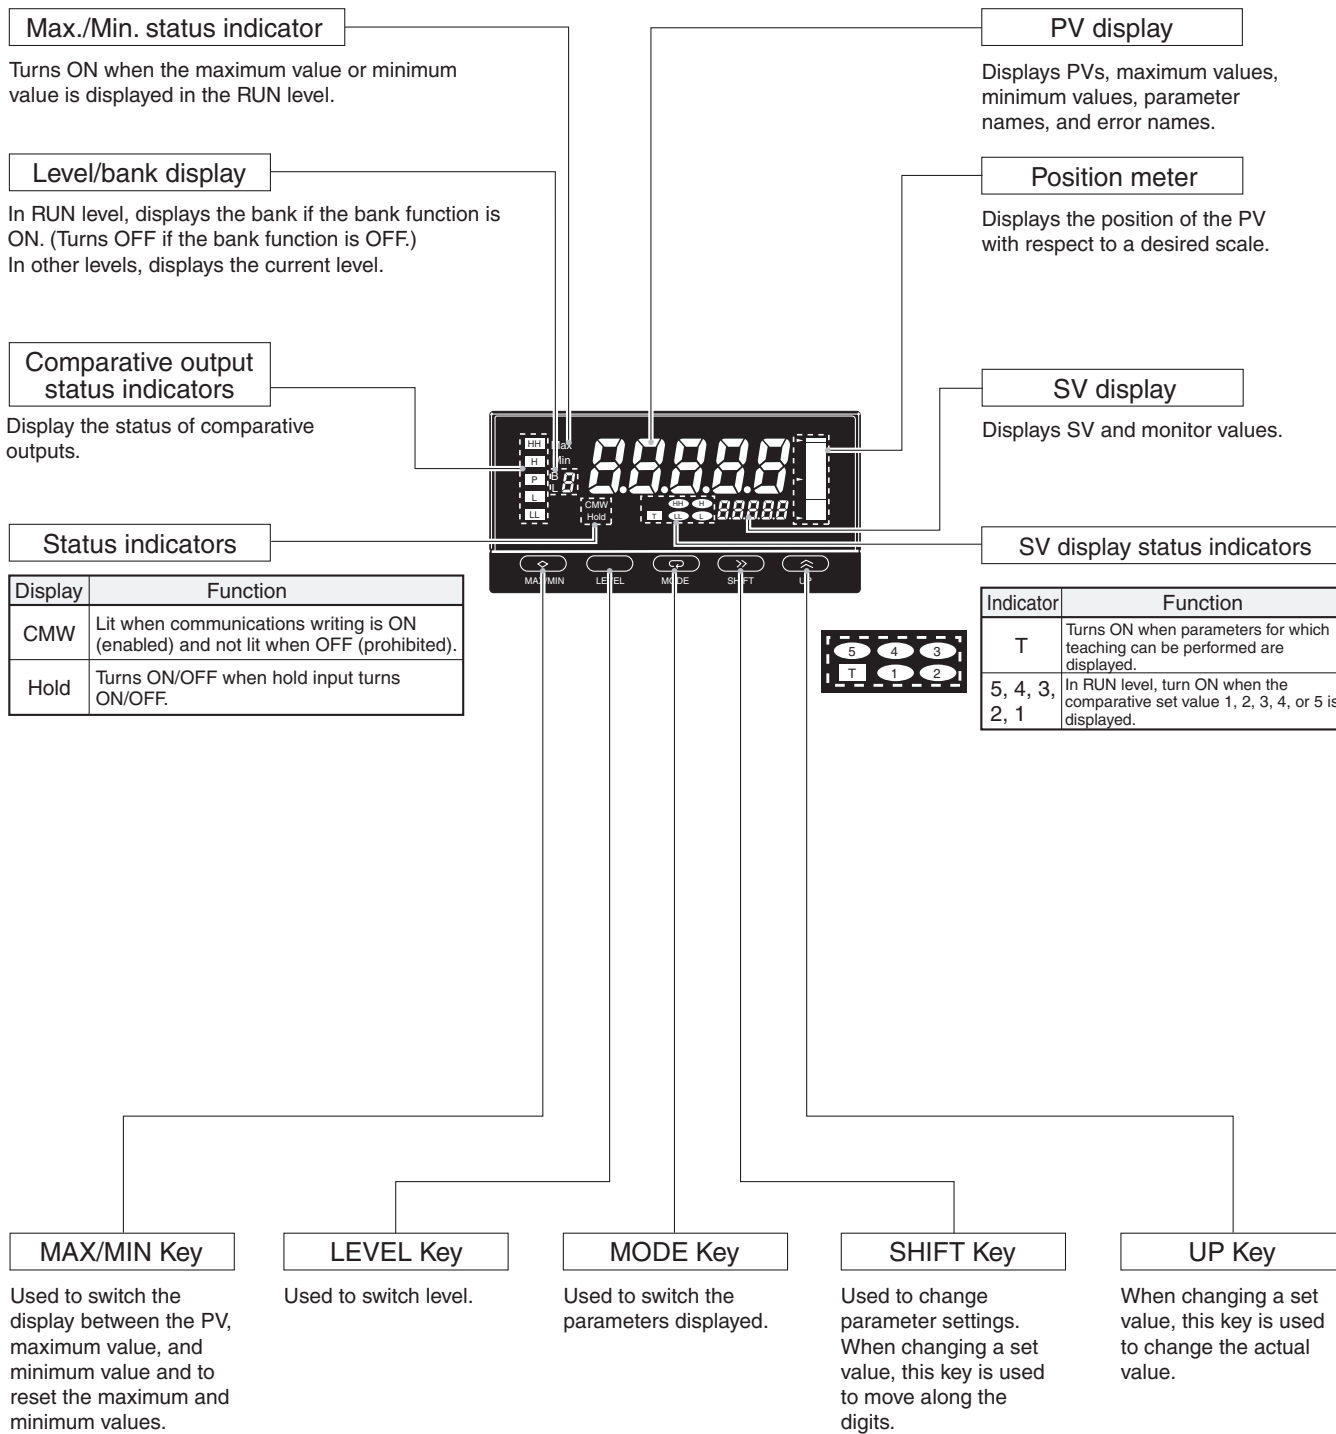 Max./Min. status indicator
Turns ON when the maximum value or minimum
value is displayed in the RUN level.
Level/bank display
In RUN level, displays the bank if the bank function is
ON. (Turns OFF if the bank function is OFF.)
In other levels, displays the current level.
Comparative output
status indicators
Display the status of comparative
outputs.
Status indicators
Display Function
CMW Lit when communications writing is ON
(enabled) and not lit when OFF (prohibited).
Hold Turns ON/OFF when hold input turns
ON/OFF.
PV display
Displays PVs, maximum values,
minimum values, parameter
names, and error names.
Position meter
Displays the position of the PV
with respect to a desired scale.
SV display
Displays SV and monitor values.
SV display status indicators
Indicator Function
T Turns ON when parameters for which
teaching can be performed are
displayed.
5, 4, 3,
2, 1
In RUN level, turn ON when the
comparative set value 1, 2, 3, 4, or 5 is
displayed.
HH Max
H Min
P B 8
L L
LL
8.8.8.8.8
CMW
Hold
HH H
T LL L
88888
MAX/MIN LEVEL MODE SHIFT UP
5 4 3
T 1 2
MAX/MIN Key
Used to switch the
display between the PV,
maximum value, and
minimum value and to
reset the maximum and
minimum values.
LEVEL Key
Used to switch level.
MODE Key
Used to switch the
parameters displayed.
SHIFT Key
Used to change
parameter settings.
When changing a set
value, this key is used
to move along the
digits.
UP Key
When changing a set
value, this key is used
to change the actual
value.